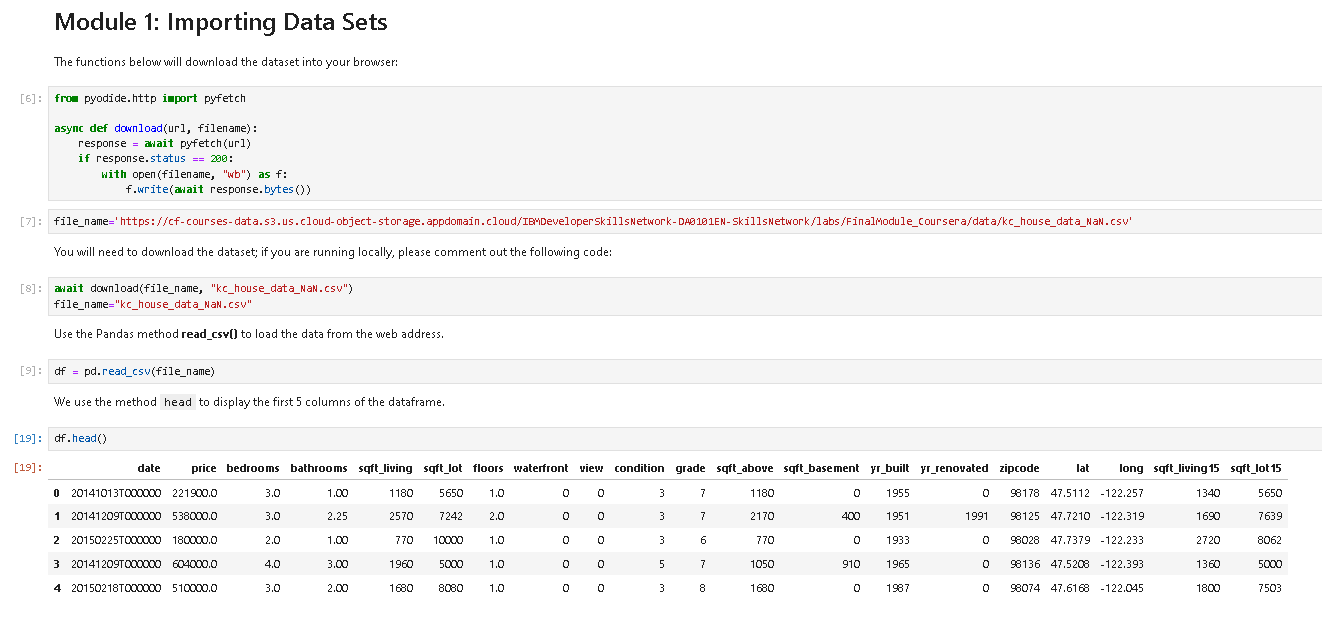 Module 1: Importing Data Sets
The functions below will download the dataset into your browser:
[6]: from pyodide.http import pyfetch
async def download(url, filename):
    response = await pyfetch(url)
    if response.status == 200:
        with open(filename, "wb") as f:
            f.write(await response.bytes())
[7]: file_name='https://cf-courses-data.s3.us.cloud-object-storage.appdomain.cloud/IBMDeveloperSkillsNetwork-DA0101EN-SkillsNetwork/labs/FinalModule_Coursera/data/kc_house_data_NaN.csv'
You will need to download the dataset; if you are running locally, please comment out the following code:
[8]: await download(file_name, "kc_house_data_NaN.csv")
file_name="kc_house_data_NaN.csv"
Use the Pandas method read_csv() to load the data from the web address.
[9]: df = pd.read_csv(file_name)
We use the method head to display the first 5 columns of the dataframe.
[19]: df.head()
[19]: date price bedrooms bathrooms sqft_living sqft_lot floors waterfront view condition grade sqft_above sqft_basement yr_built yr_renovated zipcode lat long sqft_living15 sqft_lot15
0 20141013T000000 221900.0 3.0 1.00 1180 5650 1.0 0 0 3 7 1180 0 1955 0 98178 47.5112 -122.257 1340 5650
1 20141209T000000 538000.0 3.0 2.25 2570 7242 2.0 0 0 3 7 2170 400 1951 1991 98125 47.7210 -122.319 1690 7639
2 20150225T000000 180000.0 2.0 1.00 770 10000 1.0 0 0 3 6 770 0 1933 0 98028 47.7379 -122.233 2720 8062
3 20141209T000000 604000.0 4.0 3.00 1960 5000 1.0 0 0 5 7 1050 910 1965 0 98136 47.5208 -122.393 1360 5000
4 20150218T000000 510000.0 3.0 2.00 1680 8080 1.0 0 0 3 8 1680 0 1987 0 98074 47.6168 -122.045 1800 7503